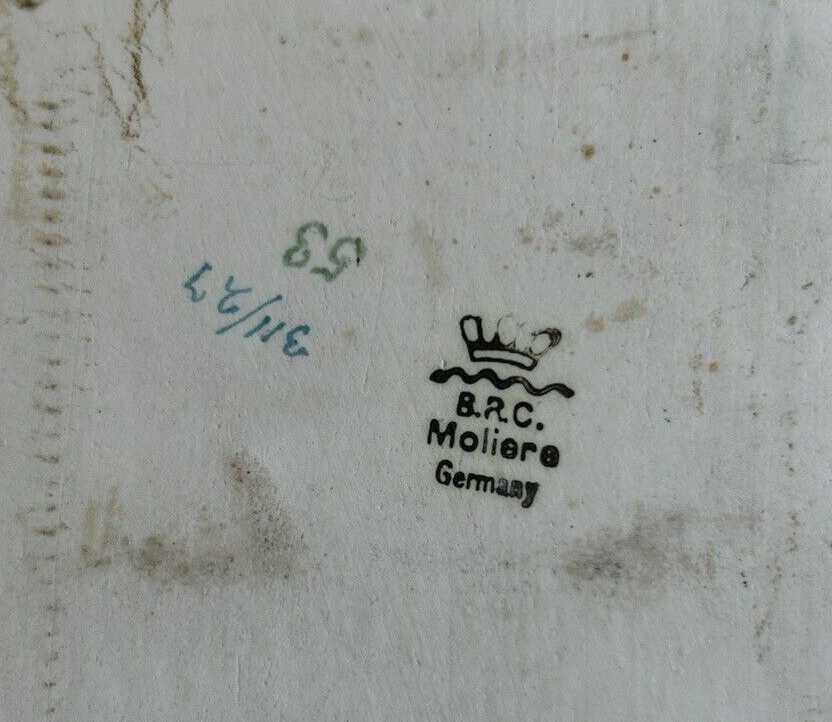 53
311/27
B.R.C.
Moliere
Germany